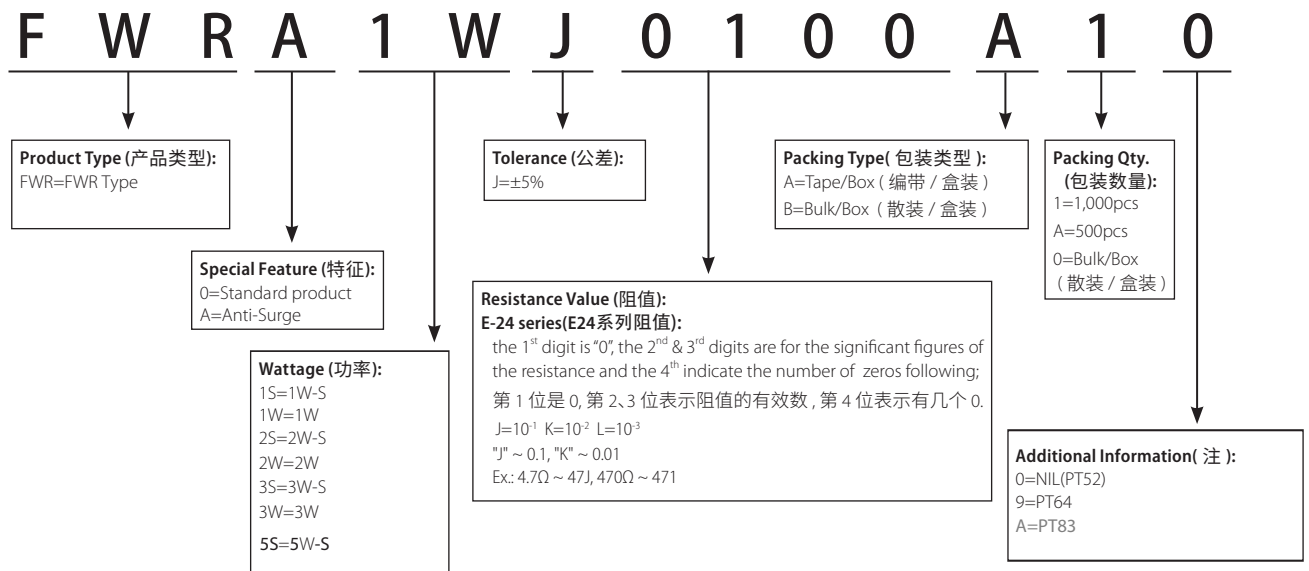 F W R A 1 W J 0 1 0 0 A 1 0
Product Type (产品类型):
FWR=FWR Type
Special Feature (特征):
0=Standard product
A=Anti-Surge
Wattage (功率):
1S=1W-S
1W=1W
2S=2W-S
2W=2W
3S=3W-S
3W=3W
5S=5W-S
Tolerance (公差):
J=±5%
Resistance Value (阻值):
E-24 series(E24系列阻值):
the 1st digit is “0”, the 2nd & 3rd digits are for the significant figures of
the resistance and the 4th indicate the number of zeros following;
第 1 位是 0, 第 2、3 位表示阻值的有效数 , 第 4 位表示有几个 0.
J=10-1 K=10-2 L=10-3
"J" ~ 0.1, "K" ~ 0.01
Ex.: 4.7Ω ~ 47J, 470Ω ~ 471
Packing Type( 包装类型 ):
A=Tape/Box ( 编带 / 盒装 )
B=Bulk/Box ( 散装 / 盒装 )
Packing Qty.
(包装数量):
1=1,000pcs
A=500pcs
0=Bulk/Box
( 散装 / 盒装 )
Additional Information( 注 ):
0=NIL(PT52)
9=PT64
A=PT83